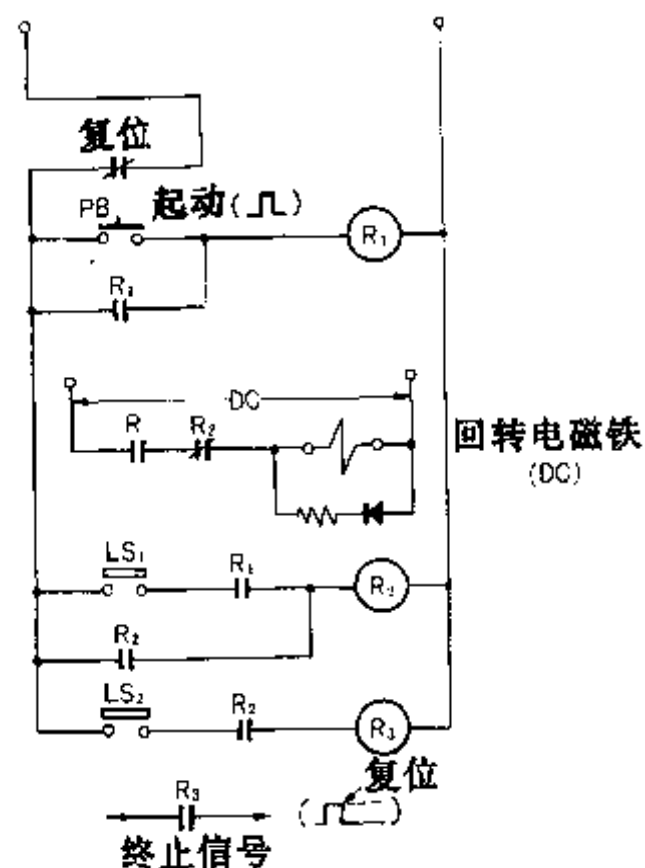 复位
PB 起动( )
R₁
R₁
DC
R R₂
回转电磁铁
(DC)
LS₁ R₁ R₂
R₂
LS₂ R₂ R₃
复位
R₃ ( )
终止信号